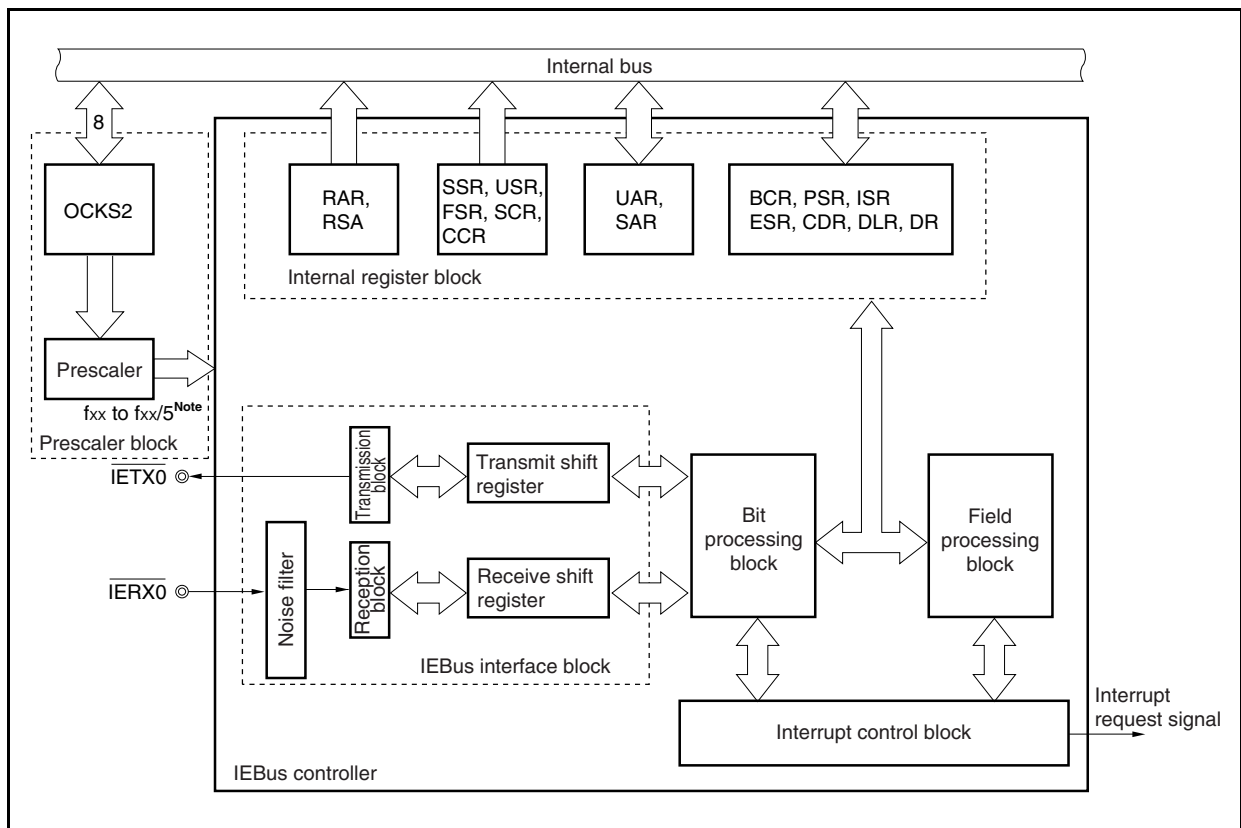 Internal bus
8
OCKS2
Prescaler
fxx to fxx/5Note
Prescaler block
RAR,
RSA
SSR, USR,
FSR, SCR,
CCR
UAR,
SAR
BCR, PSR, ISR
ESR, CDR, DLR, DR
Internal register block
IETX0
Transmission
block
Transmit shift
register
IERX0
Noise filter
Reception
block
Receive shift
register
IEBus interface block
Bit
processing
block
Field
processing
block
Interrupt control block
Interrupt
request signal
IEBus controller